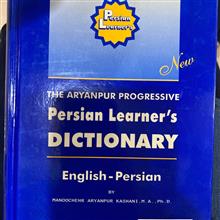 Persian
Learner's
New
THE ARYANPUR PROGRESSIVE
Persian Learner's
DICTIONARY
English-Persian
BY
MANOOCHEHR ARYANPUR KASHANI, M.A., Ph.D.